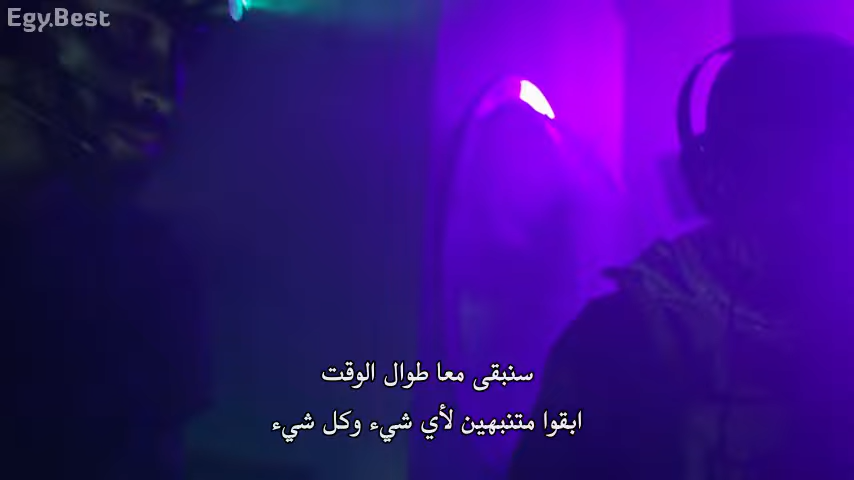 Egy.Best
سنبقى معا طوال الوقت
ابقوا متنبهين لأي شيء وكل شيء